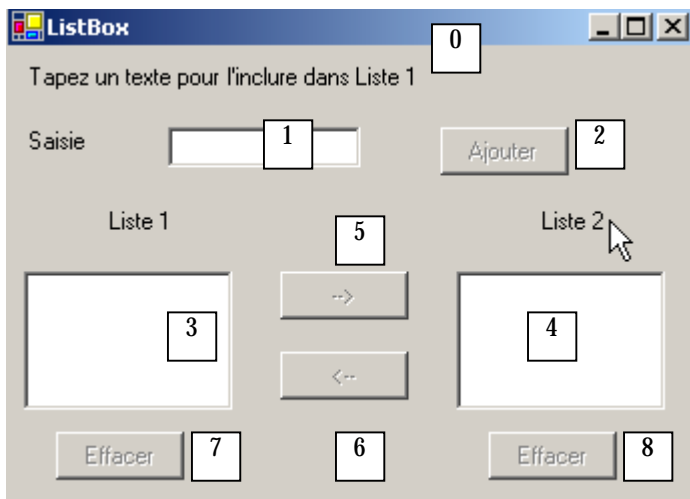 ListBox
0
Tapez un texte pour l'inclure dans Liste 1
Saisie 1 Ajouter 2
Liste 1 5 Liste 2
-->
3 4
<--
Effacer 7 6 Effacer 8